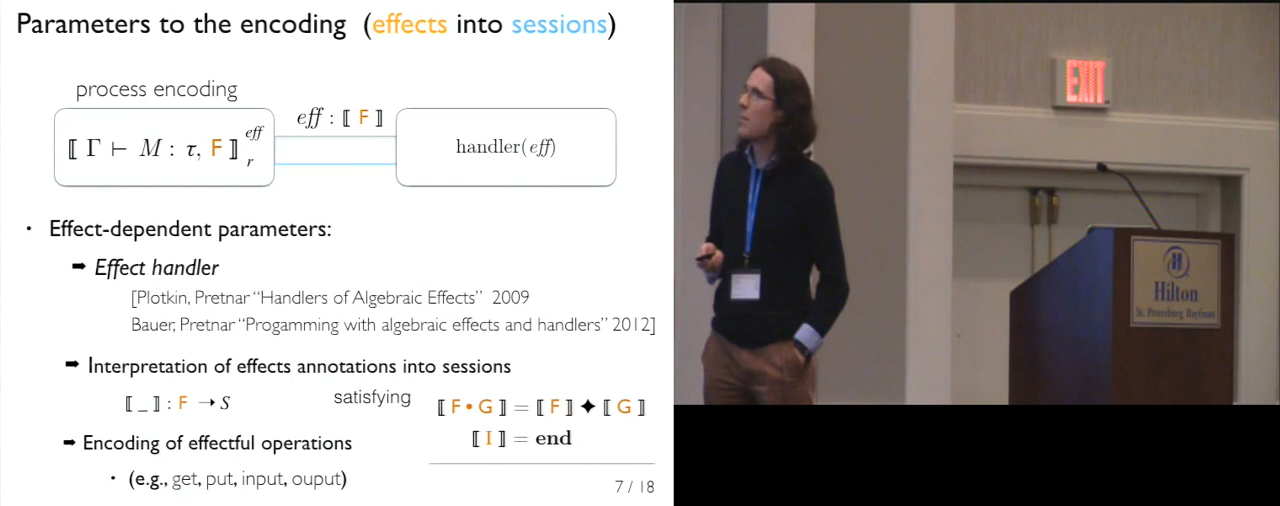 Parameters to the encoding (effects into sessions)
process encoding
⟦ Γ ⊢ M : τ, F ⟧ eff r
eff : ⟦ F ⟧
handler(eff)
• Effect-dependent parameters:
➡ Effect handler
[Plotkin, Pretnar “Handlers of Algebraic Effects” 2009
Bauer, Pretnar “Progamming with algebraic effects and handlers” 2012]
➡ Interpretation of effects annotations into sessions
⟦ _ ⟧ : F → S
satisfying
⟦ F • G ⟧ = ⟦ F ⟧ ✦ ⟦ G ⟧
⟦ I ⟧ = end
➡ Encoding of effectful operations
• (e.g., get, put, input, ouput)
7 / 18
EXIT
Hilton
St. Petersburg Bayfront